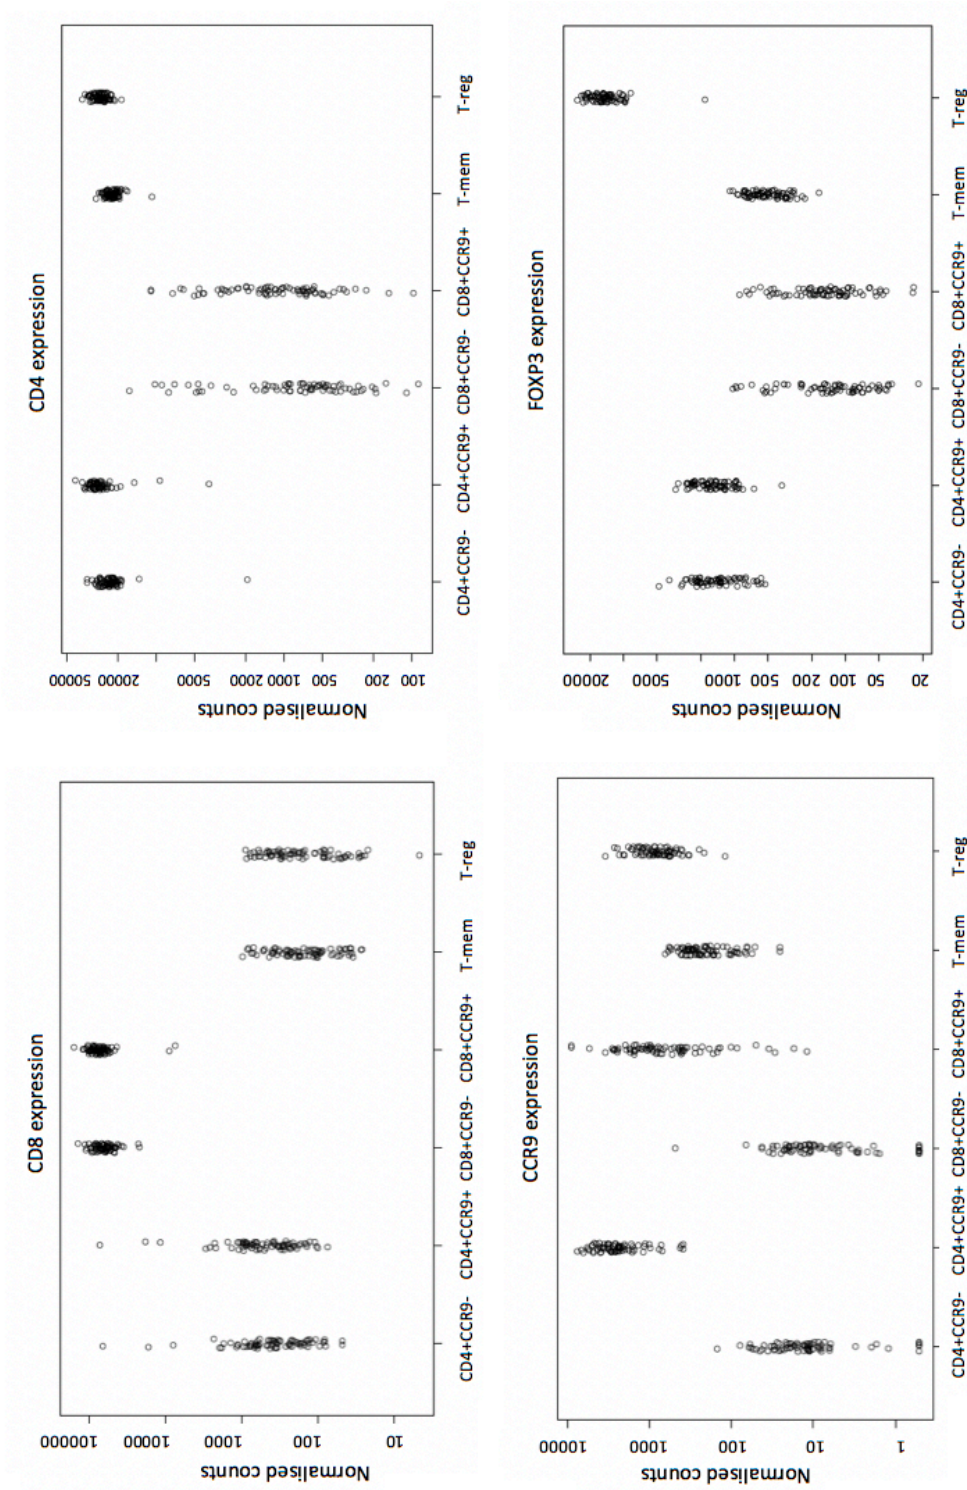 CD8 expression
Normalised counts
100000
10000
1000
100
10
CD4+CCR9-
CD4+CCR9+
CD8+CCR9-
CD8+CCR9+
T-mem
T-reg
CD4 expression
Normalised counts
50000
20000
5000
2000
1000
500
200
100
CD4+CCR9-
CD4+CCR9+
CD8+CCR9-
CD8+CCR9+
T-mem
T-reg
CCR9 expression
Normalised counts
10000
1000
100
10
1
CD4+CCR9-
CD4+CCR9+
CD8+CCR9-
CD8+CCR9+
T-mem
T-reg
FOXP3 expression
Normalised counts
20000
5000
1000
500
200
100
50
20
CD4+CCR9-
CD4+CCR9+
CD8+CCR9-
CD8+CCR9+
T-mem
T-reg